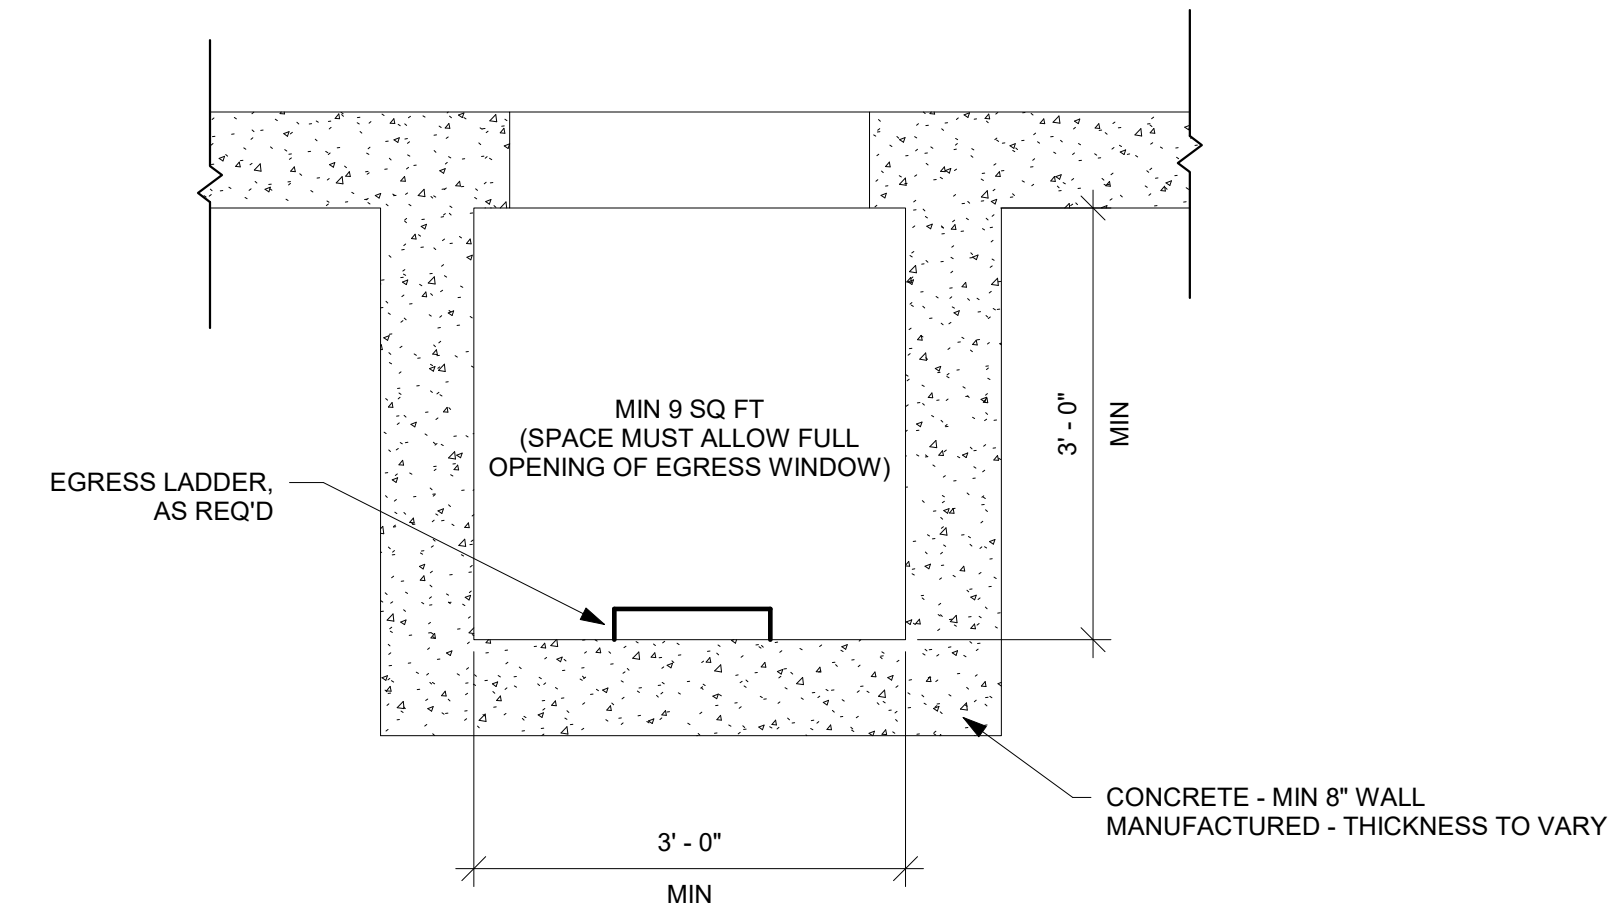 MIN 9 SQ FT
(SPACE MUST ALLOW FULL
OPENING OF EGRESS WINDOW)
3' - 0"
MIN
EGRESS LADDER,
AS REQ'D
CONCRETE - MIN 8" WALL
MANUFACTURED - THICKNESS TO VARY
3' - 0"
MIN